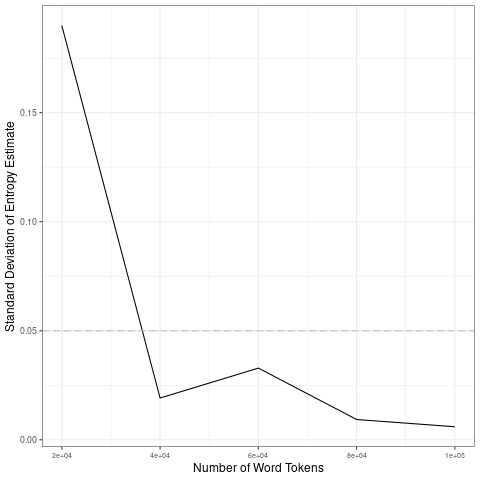 Standard Deviation of Entropy Estimate
0.15
0.10
0.05
0.00
2e+04 4e+04 6e+04 8e+04 1e+05
Number of Word Tokens